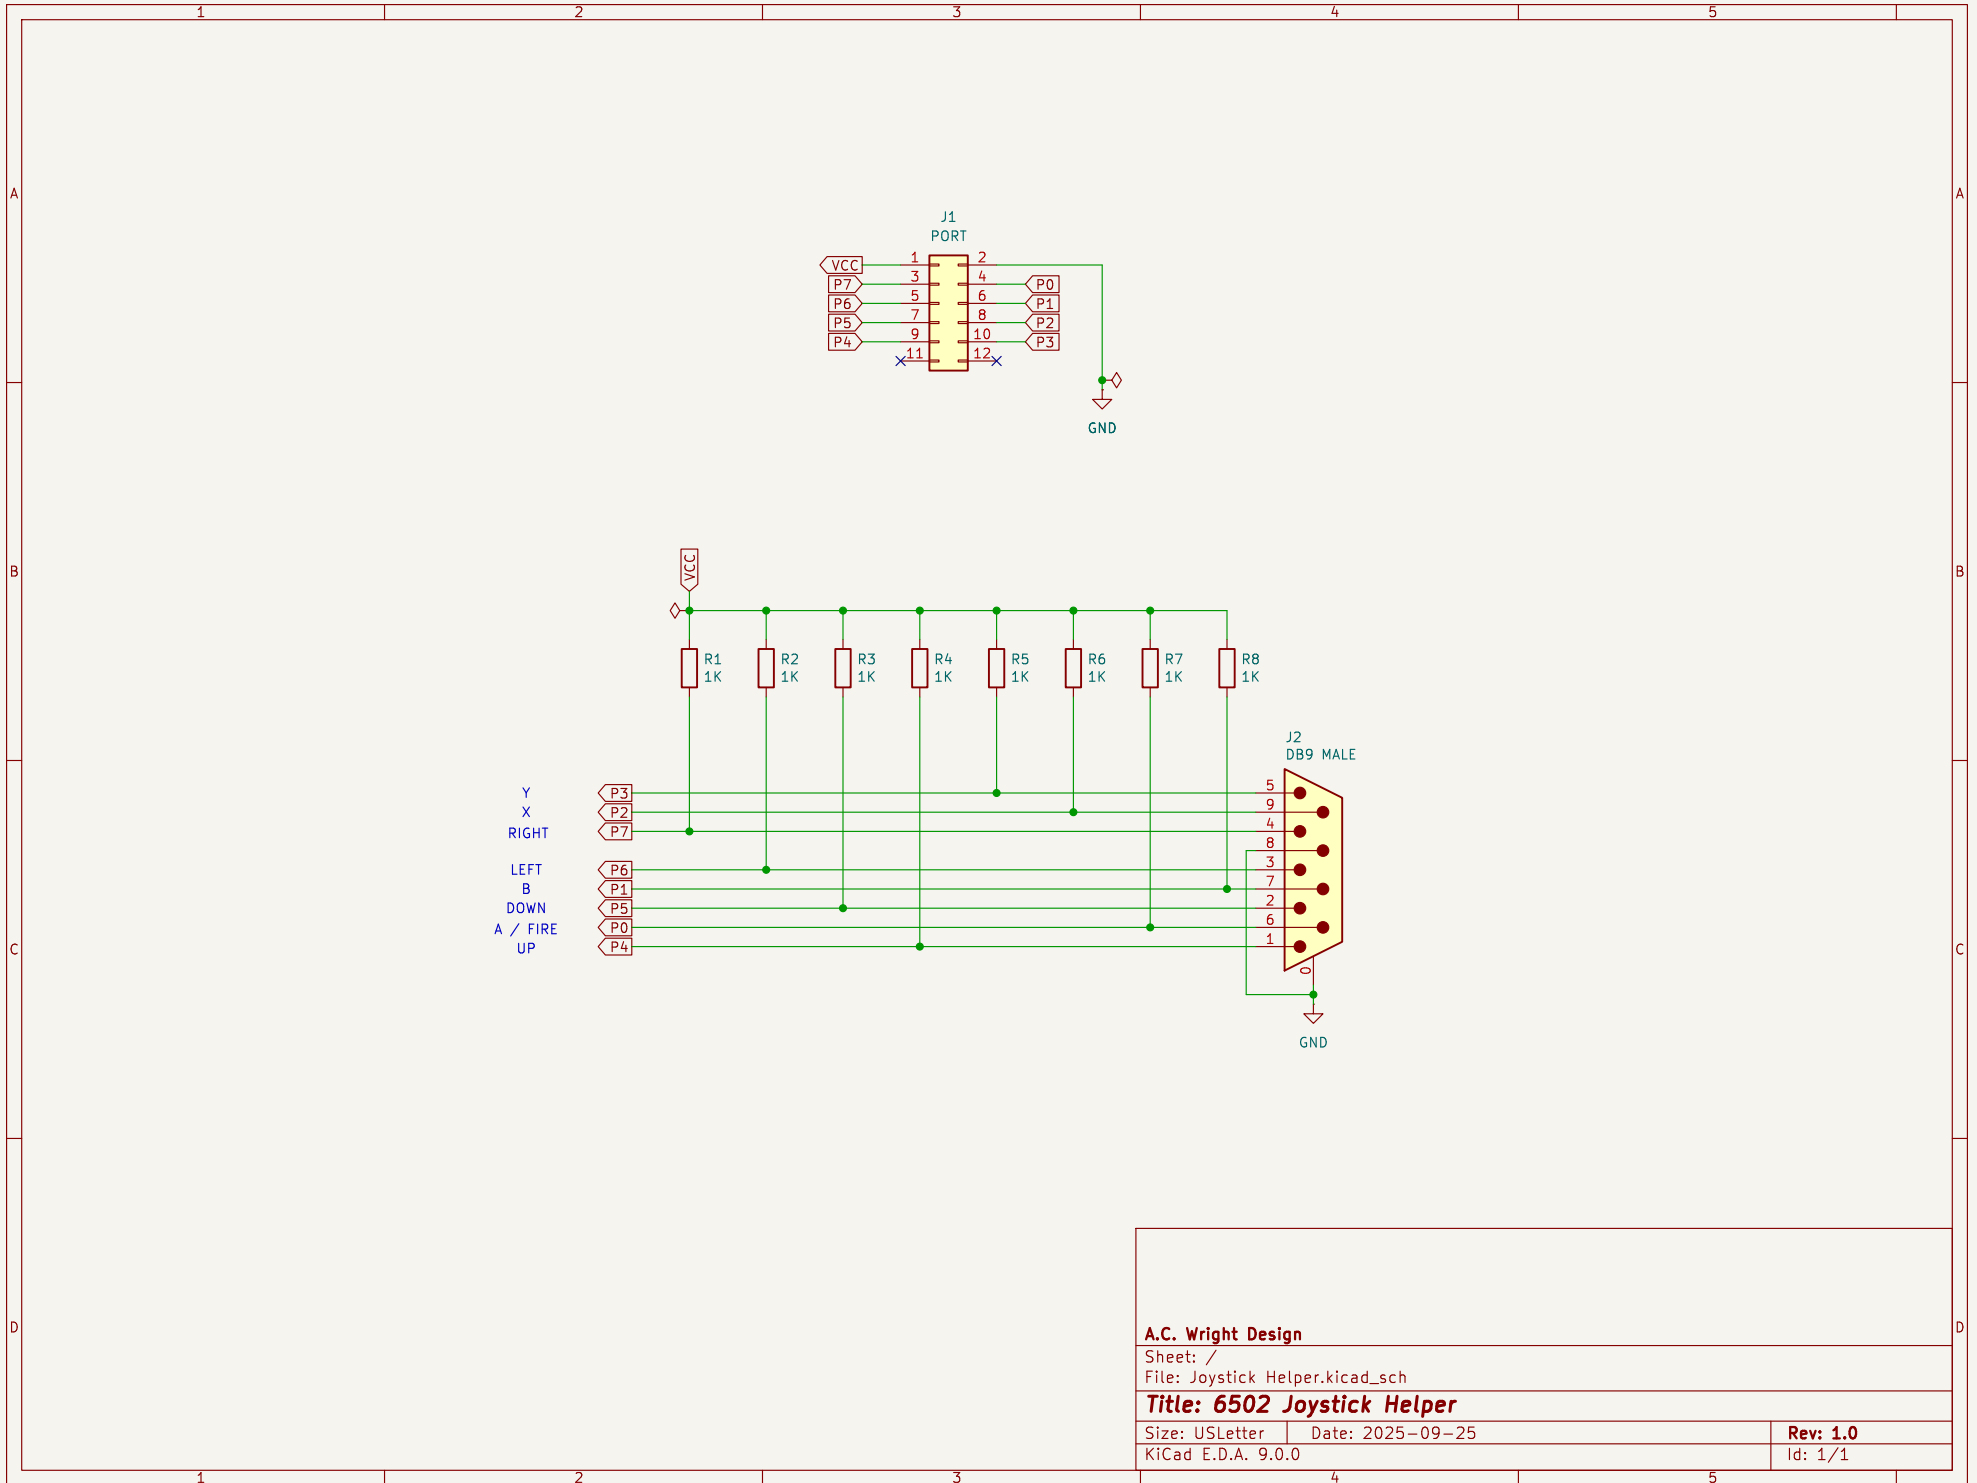 1 2 3 4 5
A A
J1
PORT
1 2
VCC
3 4
P7 P0
5 6
P6 P1
7 8
P5 P2
9 10
P4 P3
11 12
GND
VCC
B B
R1 R2 R3 R4 R5 R6 R7 R8
1K 1K 1K 1K 1K 1K 1K 1K
J2
DB9 MALE
Y P3 5
X P2 9
RIGHT P7 4
8
LEFT P6 3
B P1 7
DOWN P5 2
A / FIRE P0 6
UP P4 1
C C
0
GND
D D
A.C. Wright Design
Sheet: /
File: Joystick Helper.kicad_sch
Title: 6502 Joystick Helper
Size: USLetter Date: 2025-09-25 Rev: 1.0
KiCad E.D.A. 9.0.0 Id: 1/1
1 2 3 4 5